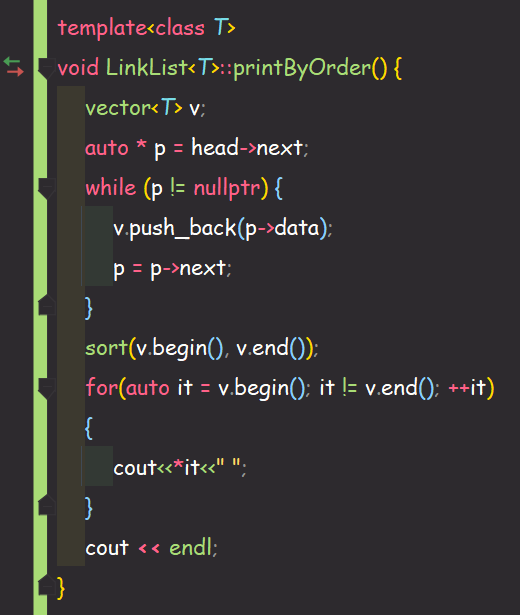 template<class T>
void LinkList<T>::printByOrder() {
vector<T> v;
auto * p = head->next;
while (p != nullptr) {
v.push_back(p->data);
p = p->next;
}
sort(v.begin(), v.end());
for(auto it = v.begin(); it != v.end(); ++it)
{
cout<<*it<<" ";
}
cout << endl;
}